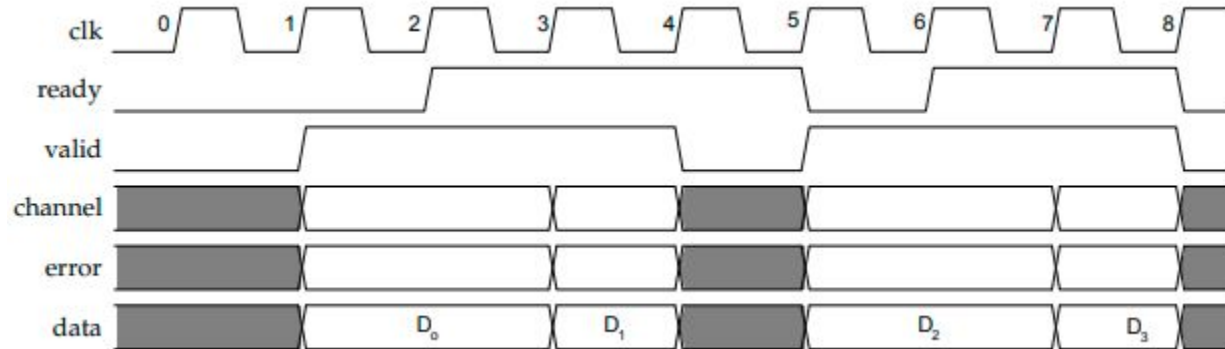 clk 0 1 2 3 4 5 6 7 8
ready
valid
channel
error
data D₀ D₁ D₂ D₃